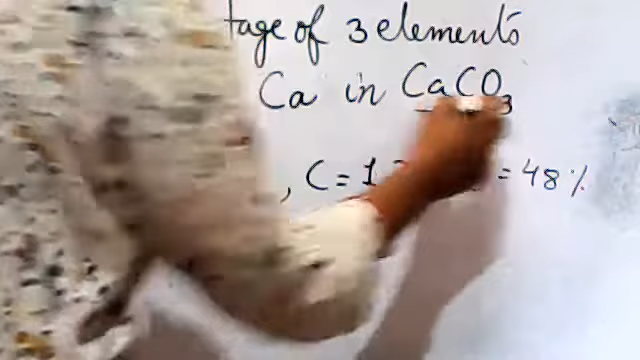 tage of 3 elements
Ca in CaCO₃
, C = 1 = 48 %